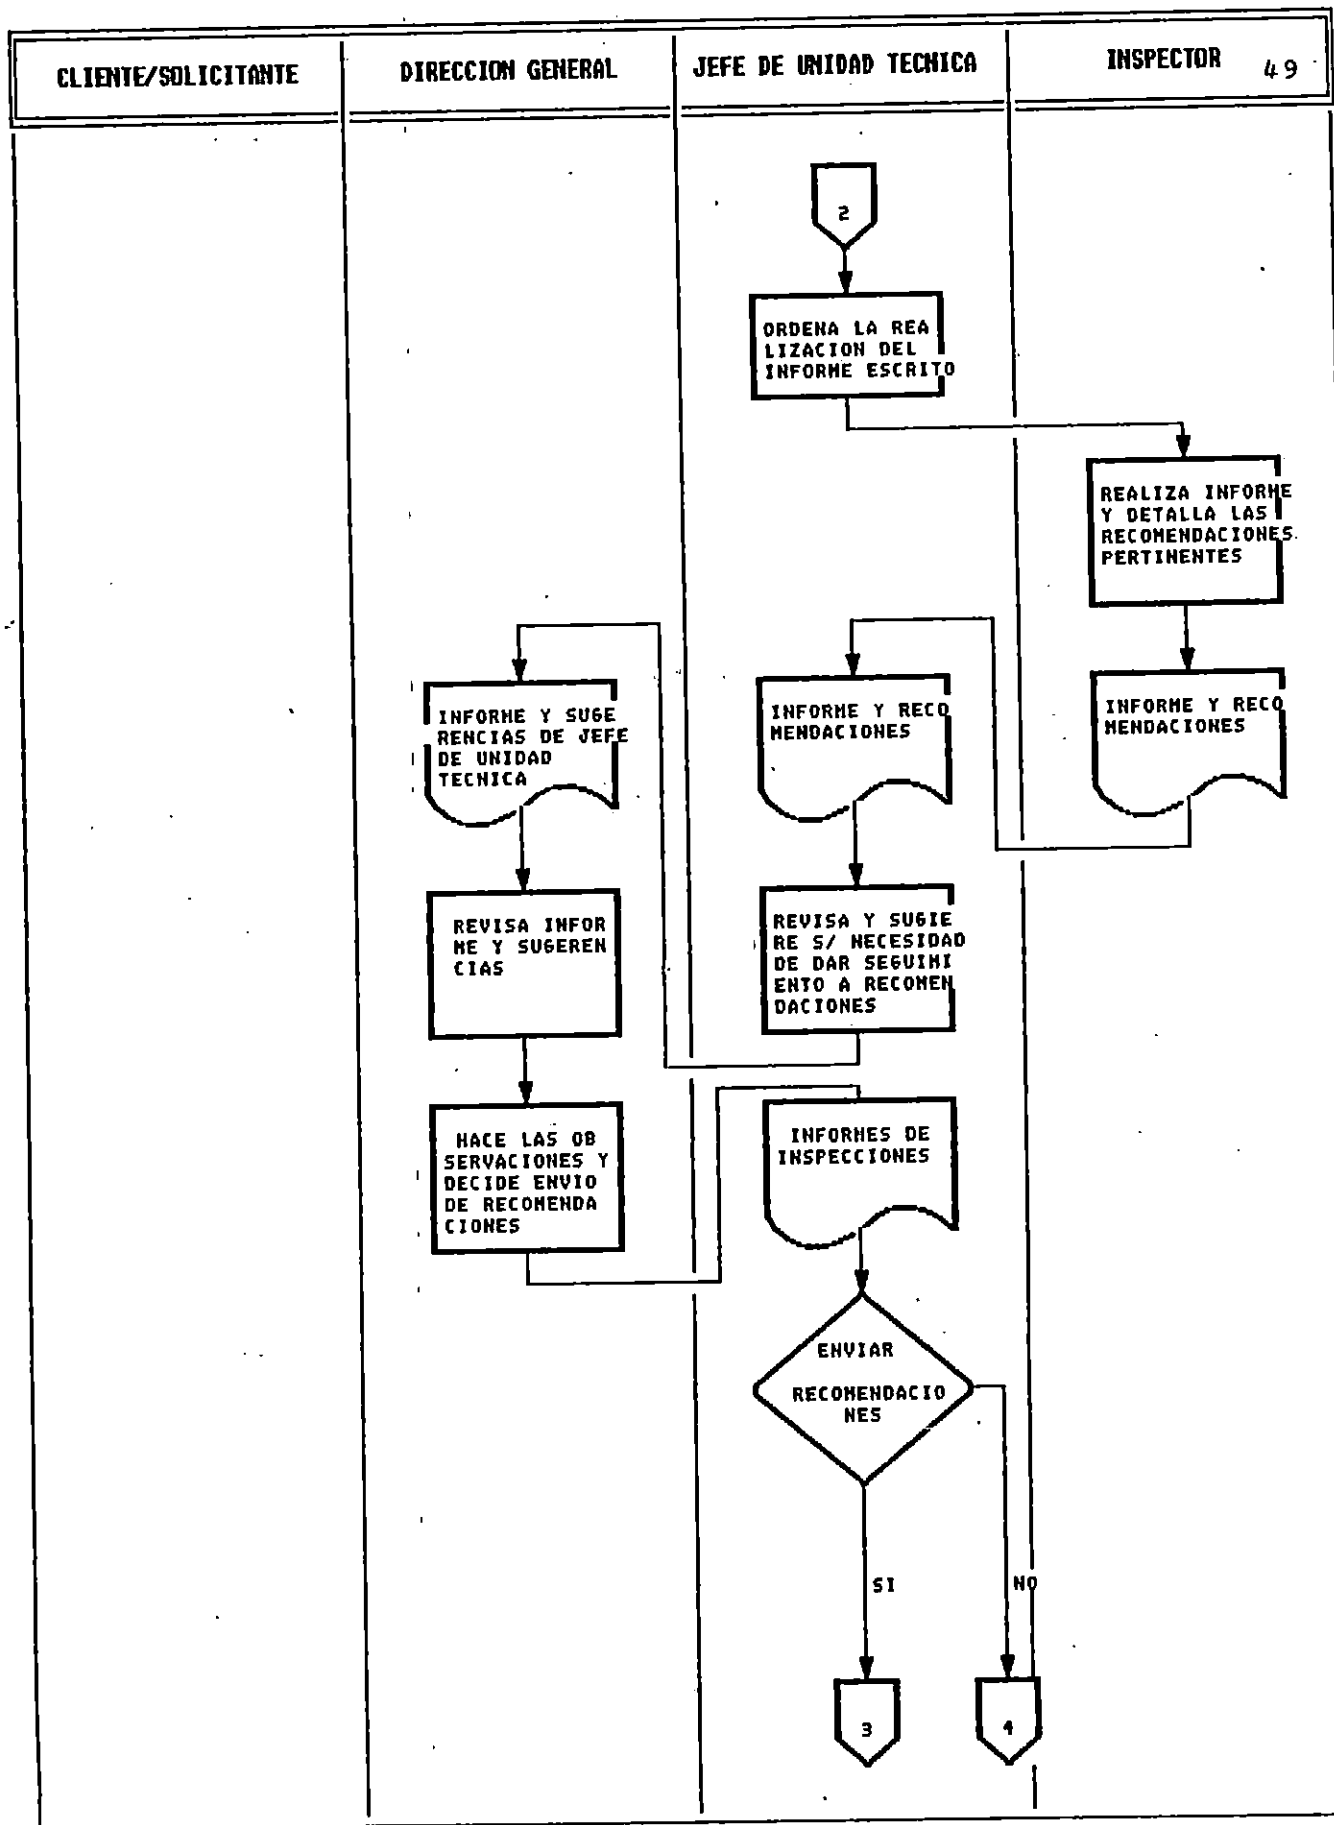 CLIENTE/SOLICITANTE
DIRECCION GENERAL
JEFE DE UNIDAD TECNICA
INSPECTOR
49
2
ORDENA LA REA
LIZACION DEL
INFORME ESCRITO
REALIZA INFORME
Y DETALLA LAS
RECOMENDACIONES
PERTINENTES
INFORME Y SUGE
RENCIAS DE JEFE
DE UNIDAD
TECNICA
INFORME Y RECO
MENDACIONES
INFORME Y RECO
MENDACIONES
REVISA INFOR
ME Y SUGEREN
CIAS
REVISA Y SUGIE
RE S/ NECESIDAD
DE DAR SEGUIMI
ENTO A RECOMEN
DACIONES
HACE LAS OB
SERVACIONES Y
DECIDE ENVIO
DE RECOMENDA
CIONES
INFORMES DE
INSPECCIONES
ENVIAR
RECOMENDACIO
NES
SI
NO
3
4